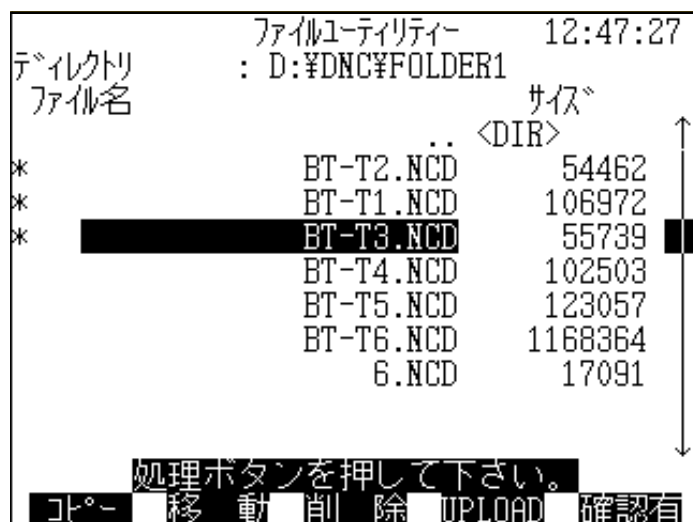 ファイルユーティリティー 12:47:27
ディレクトリ : D:¥DNC¥FOLDER1
ファイル名 サイズ
.. <DIR>
* BT-T2.NCD 54462
* BT-T1.NCD 106972
* BT-T3.NCD 55739
BT-T4.NCD 102503
BT-T5.NCD 123057
BT-T6.NCD 1168364
6.NCD 17091
処理ボタンを押して下さい。
コピー 移 動 削 除 UPLOAD 確認有